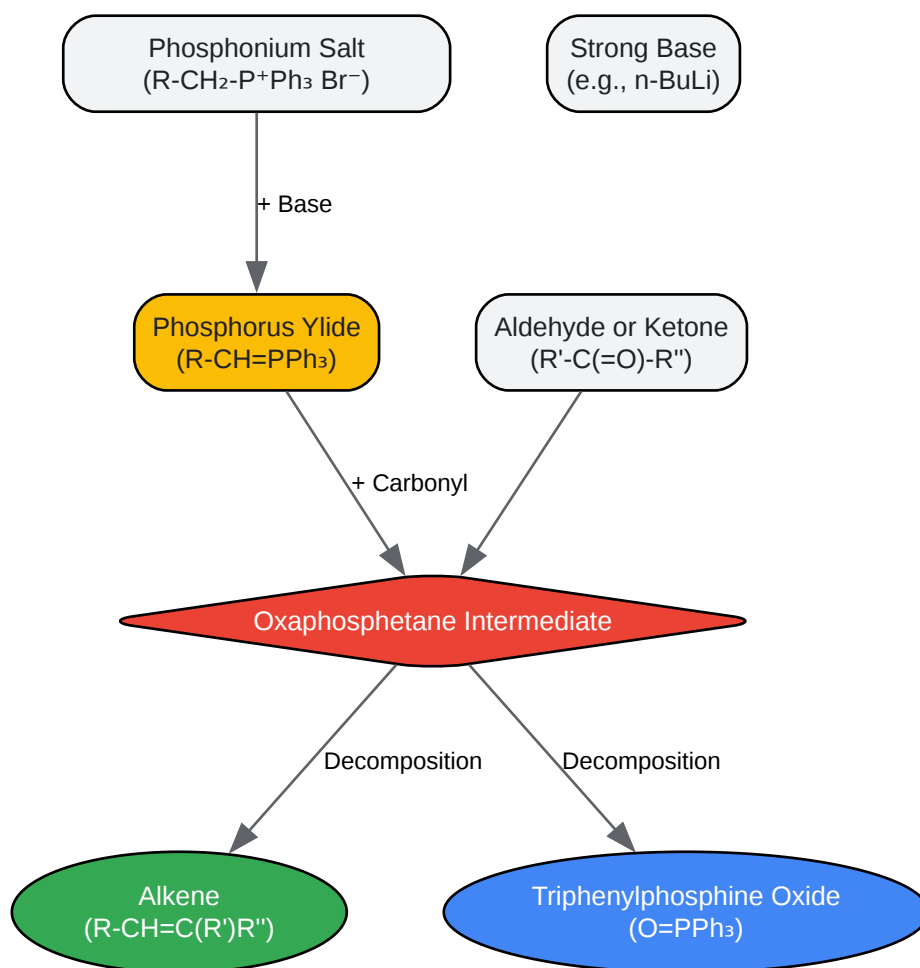 Phosphonium Salt
(R-CH₂-P⁺Ph₃ Br⁻)
Strong Base
(e.g., n-BuLi)
+ Base
Phosphorus Ylide
(R-CH=PPh₃)
Aldehyde or Ketone
(R'-C(=O)-R'')
+ Carbonyl
Oxaphosphetane Intermediate
Decomposition
Decomposition
Alkene
(R-CH=C(R')R'')
Triphenylphosphine Oxide
(O=PPh₃)